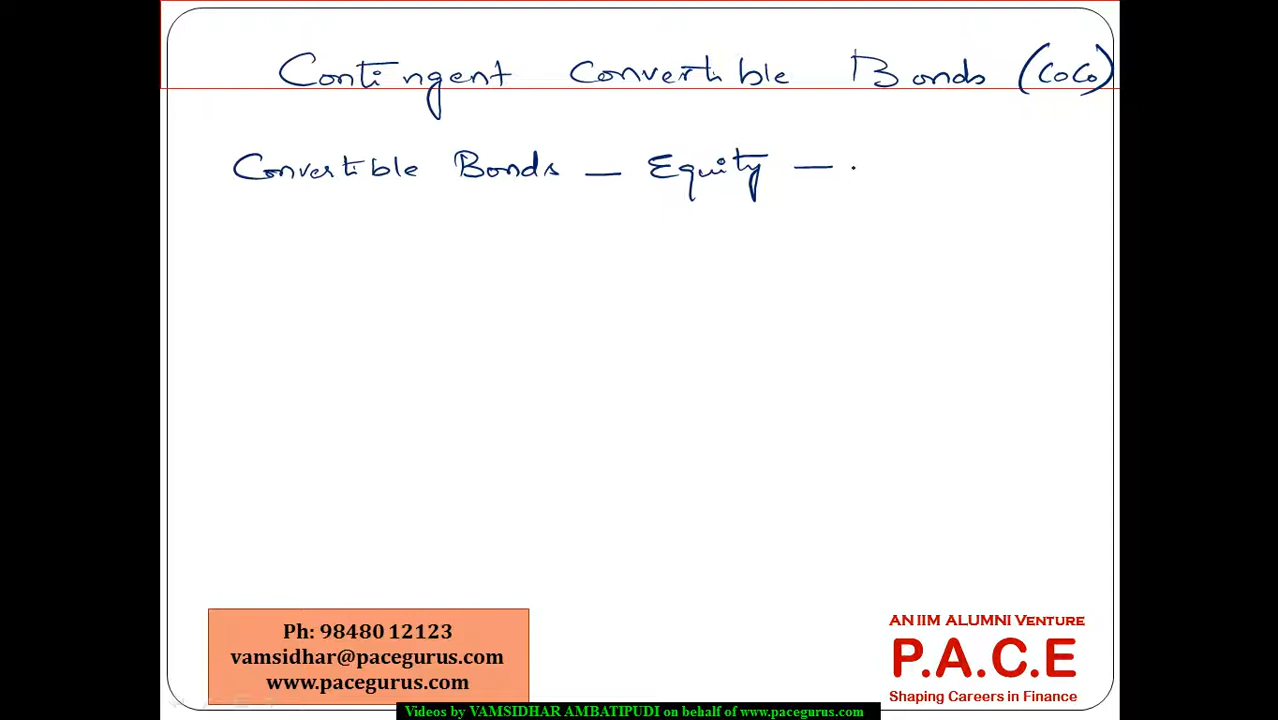 Contingent Convertible Bonds (CoCo)
Convertible Bonds — Equity — .
Ph: 98480 12123
vamsidhar@pacegurus.com
www.pacegurus.com
AN IIM ALUMNI VENTURE
P.A.C.E
Shaping Careers in Finance
Videos by VAMSIDHAR AMBATIPUDI on behalf of www.pacegurus.com